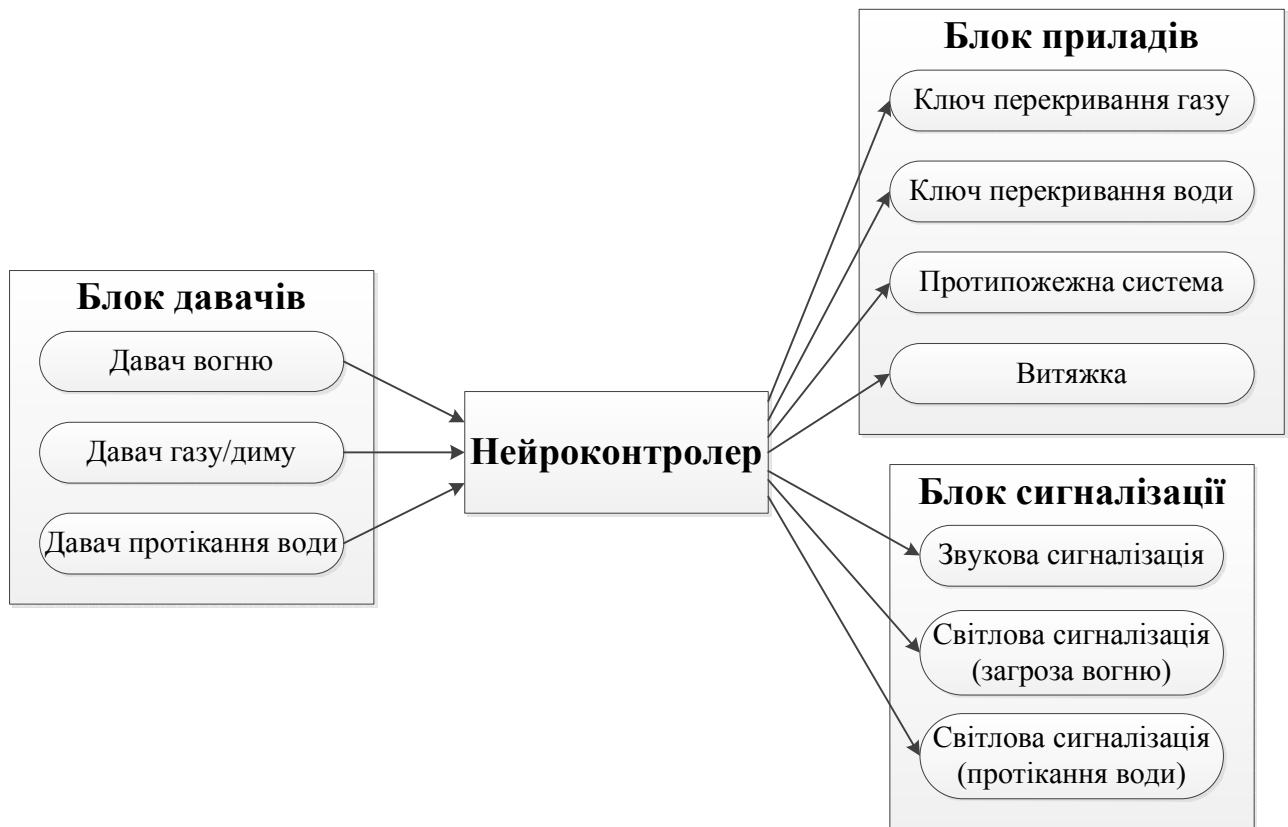 Блок давачів
Давач вогню
Давач газу/диму
Давач протікання води
Нейроконтролер
Блок приладів
Ключ перекривання газу
Ключ перекривання води
Протипожежна система
Витяжка
Блок сигналізації
Звукова сигналізація
Світлова сигналізація
(загроза вогню)
Світлова сигналізація
(протікання води)